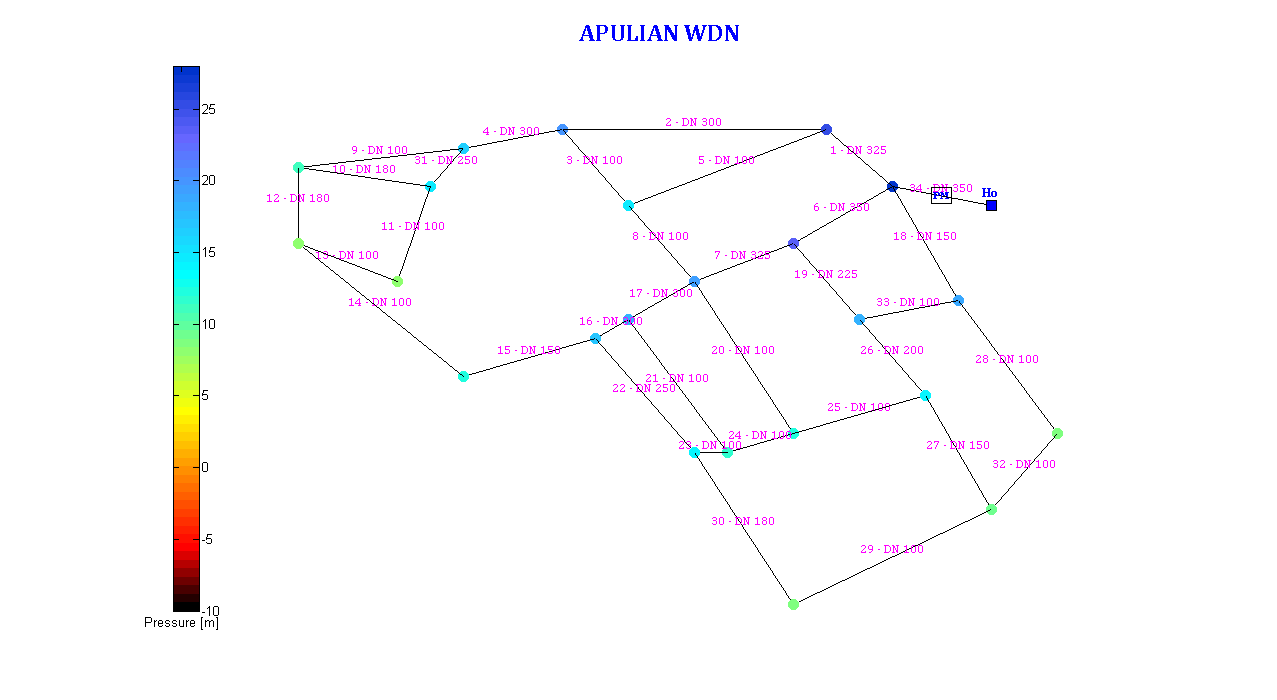 APULIAN WDN
25
20
15
10
5
0
-5
-10
Pressure [m]
2 - DN 300
4 - DN 300
9 - DN 100
31 - DN 250
3 - DN 100
5 - DN 100
1 - DN 325
10 - DN 180
34 - DN 350
Ho
12 - DN 180
6 - DN 350
11 - DN 100
8 - DN 100
18 - DN 150
13 - DN 100
7 - DN 325
19 - DN 225
14 - DN 100
17 - DN 300
33 - DN 100
15 - DN 150
20 - DN 100
26 - DN 200
28 - DN 100
21 - DN 100
22 - DN 250
25 - DN 100
24 - DN 100
23 - DN 100
27 - DN 150
32 - DN 100
30 - DN 180
29 - DN 100